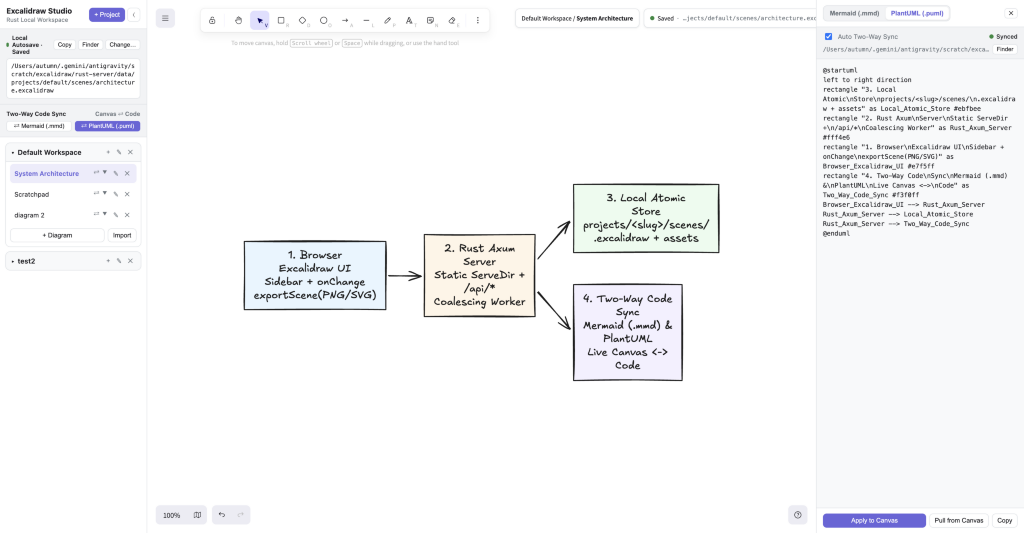 Excalidraw Studio
Rust Local Workspace
+ Project
Local
Autosave ·
Saved
Copy
Finder
Change...
/Users/autumn/.gemini/antigravity/s
cratch/excalidraw/rust-server/data/
projects/default/scenes/architectur
e.excalidraw
Two-Way Code Sync
Canvas ⇌ Code
⇌ Mermaid (.mmd)
⇌ PlantUML (.puml)
Default Workspace
System Architecture
Scratchpad
diagram 2
+ Diagram
Import
test2
To move canvas, hold Scroll wheel or Space while dragging, or use the hand tool
Default Workspace / System Architecture
Saved · …jects/default/scenes/architecture.exc
1. Browser
Excalidraw UI
Sidebar + onChange
exportScene(PNG/SVG)
2. Rust Axum
Server
Static ServeDir +
/api/*
Coalescing Worker
3. Local Atomic
Store
projects/<slug>/scenes/
.excalidraw + assets
4. Two-Way Code
Sync
Mermaid (.mmd) &
PlantUML
Live Canvas <->
Code
100%
Mermaid (.mmd)
PlantUML (.puml)
Auto Two-Way Sync
Synced
/Users/autumn/.gemini/antigravity/scratch/exca…
Finder
@startuml
left to right direction
rectangle "3. Local
Atomic\nStore\nprojects/<slug>/scenes/\n.excalidra
w + assets" as Local_Atomic_Store #ebfbee
rectangle "2. Rust Axum\nServer\nStatic ServeDir
+\n/api/*\nCoalescing Worker" as Rust_Axum_Server
#fff4e6
rectangle "1. Browser\nExcalidraw UI\nSidebar +
onChange\nexportScene(PNG/SVG)" as
Browser_Excalidraw_UI #e7f5ff
rectangle "4. Two-Way Code\nSync\nMermaid (.mmd)
&\nPlantUML\nLive Canvas <->\nCode" as
Two_Way_Code_Sync #f3f0ff
Browser_Excalidraw_UI --> Rust_Axum_Server
Rust_Axum_Server --> Local_Atomic_Store
Rust_Axum_Server --> Two_Way_Code_Sync
@enduml
Apply to Canvas
Pull from Canvas
Copy